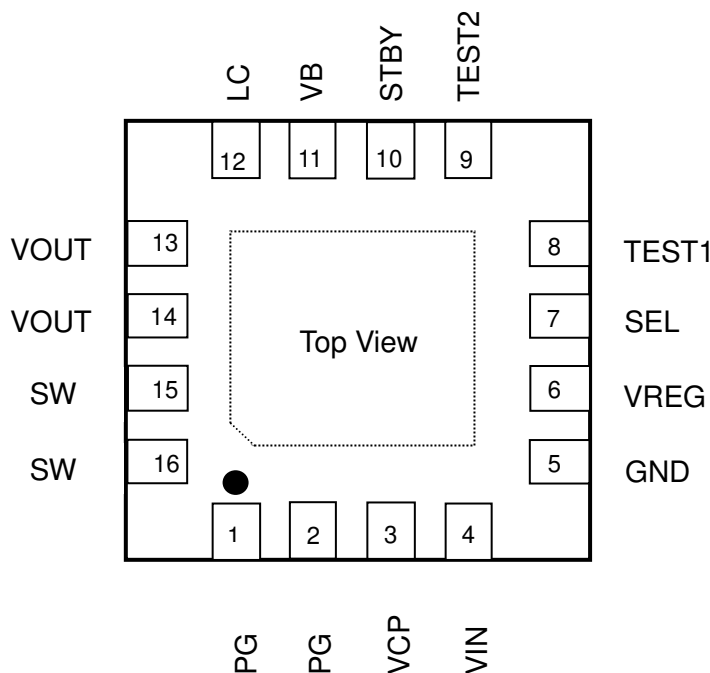 LC VB STBY TEST2
12 11 10 9
VOUT 13 8 TEST1
VOUT 14 7 SEL
Top View
SW 15 6 VREG
SW 16 5 GND
1 2 3 4
PG PG VCP VIN